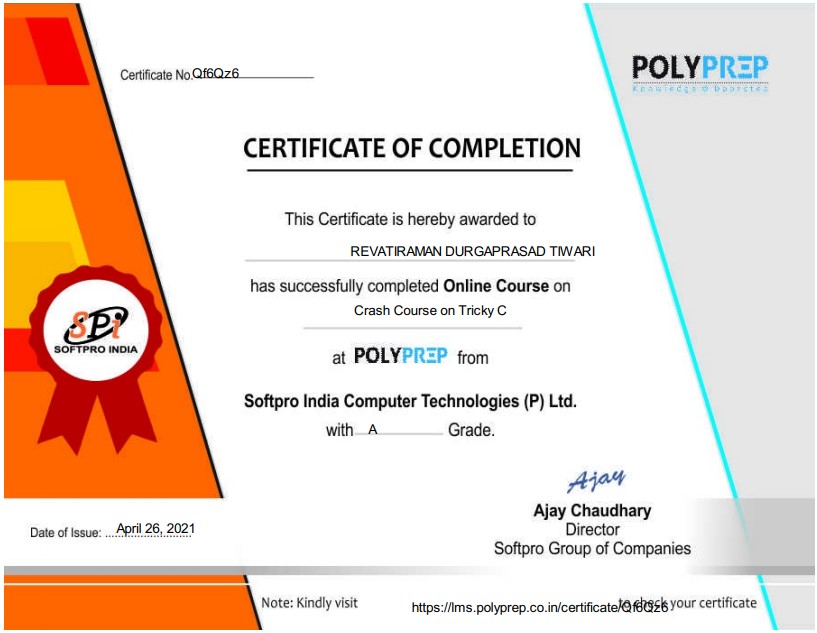 Certificate No. Qf6Qz6
POLYPREP
Knowledge@Doorstep
CERTIFICATE OF COMPLETION
This Certificate is hereby awarded to
REVATIRAMAN DURGAPRASAD TIWARI
has successfully completed Online Course on
Crash Course on Tricky C
at POLYPREP from
SPi
SOFTPRO INDIA
Softpro India Computer Technologies (P) Ltd.
with A Grade.
Ajay
Ajay Chaudhary
Director
Softpro Group of Companies
Date of Issue: April 26, 2021
Note: Kindly visit https://lms.polyprep.co.in/certificate/Qf6Qz6 to check your certificate